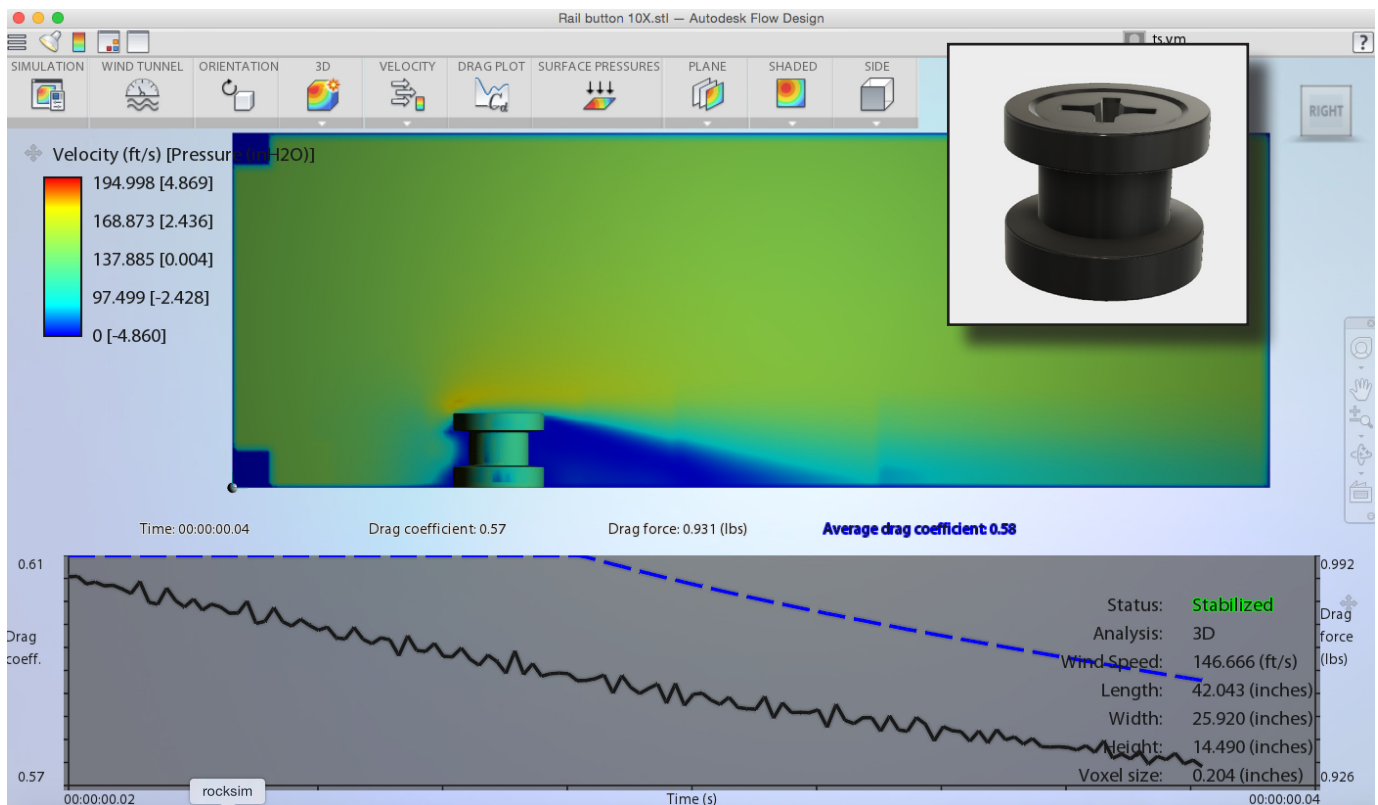 Rail button 10X.stl — Autodesk Flow Design
ts.vm
?
SIMULATION WIND TUNNEL ORIENTATION 3D VELOCITY DRAG PLOT SURFACE PRESSURES PLANE SHADED SIDE
Cd
RIGHT
Velocity (ft/s) [Pressure (inH2O)]
194.998 [4.869]
168.873 [2.436]
137.885 [0.004]
97.499 [-2.428]
0 [-4.860]
Time: 00:00:00.04 Drag coefficient: 0.57 Drag force: 0.931 (lbs) Average drag coefficient: 0.58
0.61
Drag
coeff.
0.57
0.992
Drag
force
(lbs)
0.926
Status: Stabilized
Analysis: 3D
Wind Speed: 146.666 (ft/s)
Length: 42.043 (inches)
Width: 25.920 (inches)
Height: 14.490 (inches)
Voxel size: 0.204 (inches)
00:00:00.02
rocksim
Time (s)
00:00:00.04